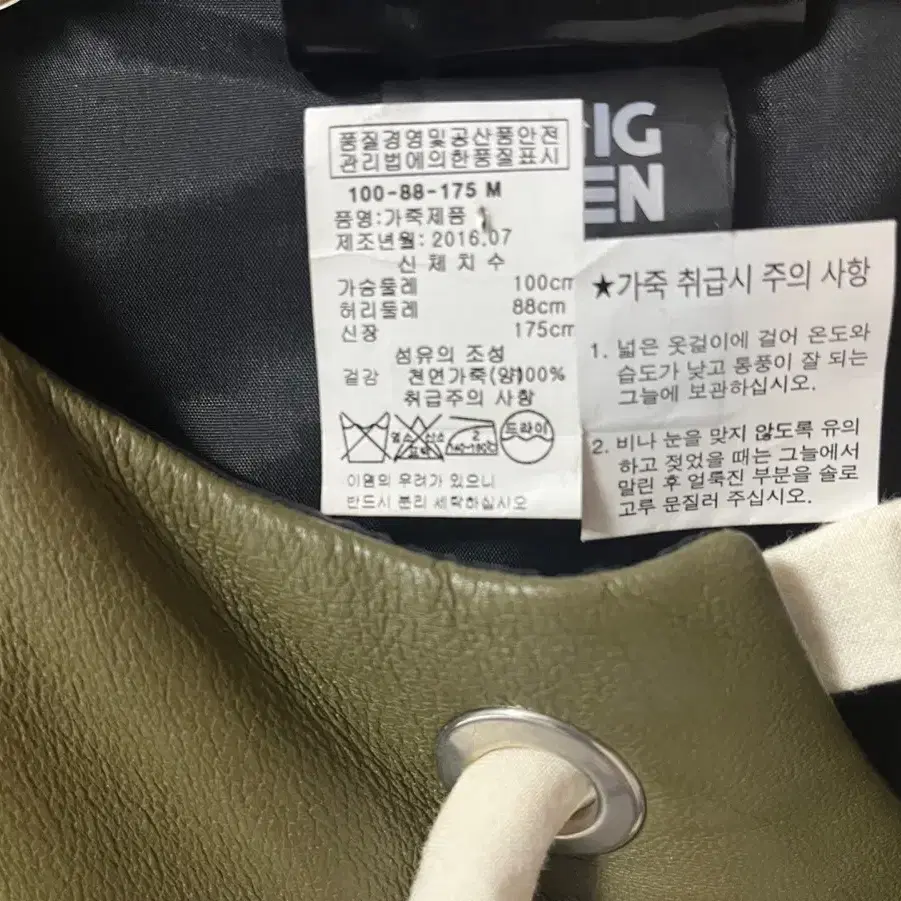 IG
EN
품질경영및공산품안전
관리법에의한품질표시
100-88-175 M
품명:가죽제품
제조년월: 2016.07
신 체 치 수
가슴둘레 100cm
허리둘레 88cm
신장 175cm
섬유의 조성
겉감 천연가죽(양)100%
취급주의 사항
염소 산소
표백
2
140~160℃
드라이
이염의 우려가 있으니
반드시 분리 세탁하십시오
★가죽 취급시 주의 사항
1. 넓은 옷걸이에 걸어 온도와
습도가 낮고 통풍이 잘 되는
그늘에 보관하십시오.
2. 비나 눈을 맞지 않도록 유의
하고 젖었을 때는 그늘에서
말린 후 얼룩진 부분을 솔로
고루 문질러 주십시오.